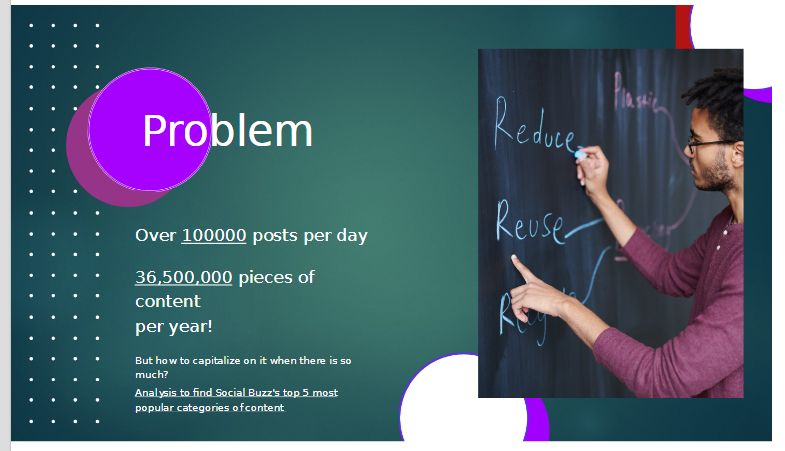 Problem
Over 100000 posts per day
36,500,000 pieces of
content
per year!
But how to capitalize on it when there is so
much?
Analysis to find Social Buzz's top 5 most
popular categories of content
Reduce
Plastic
Reuse